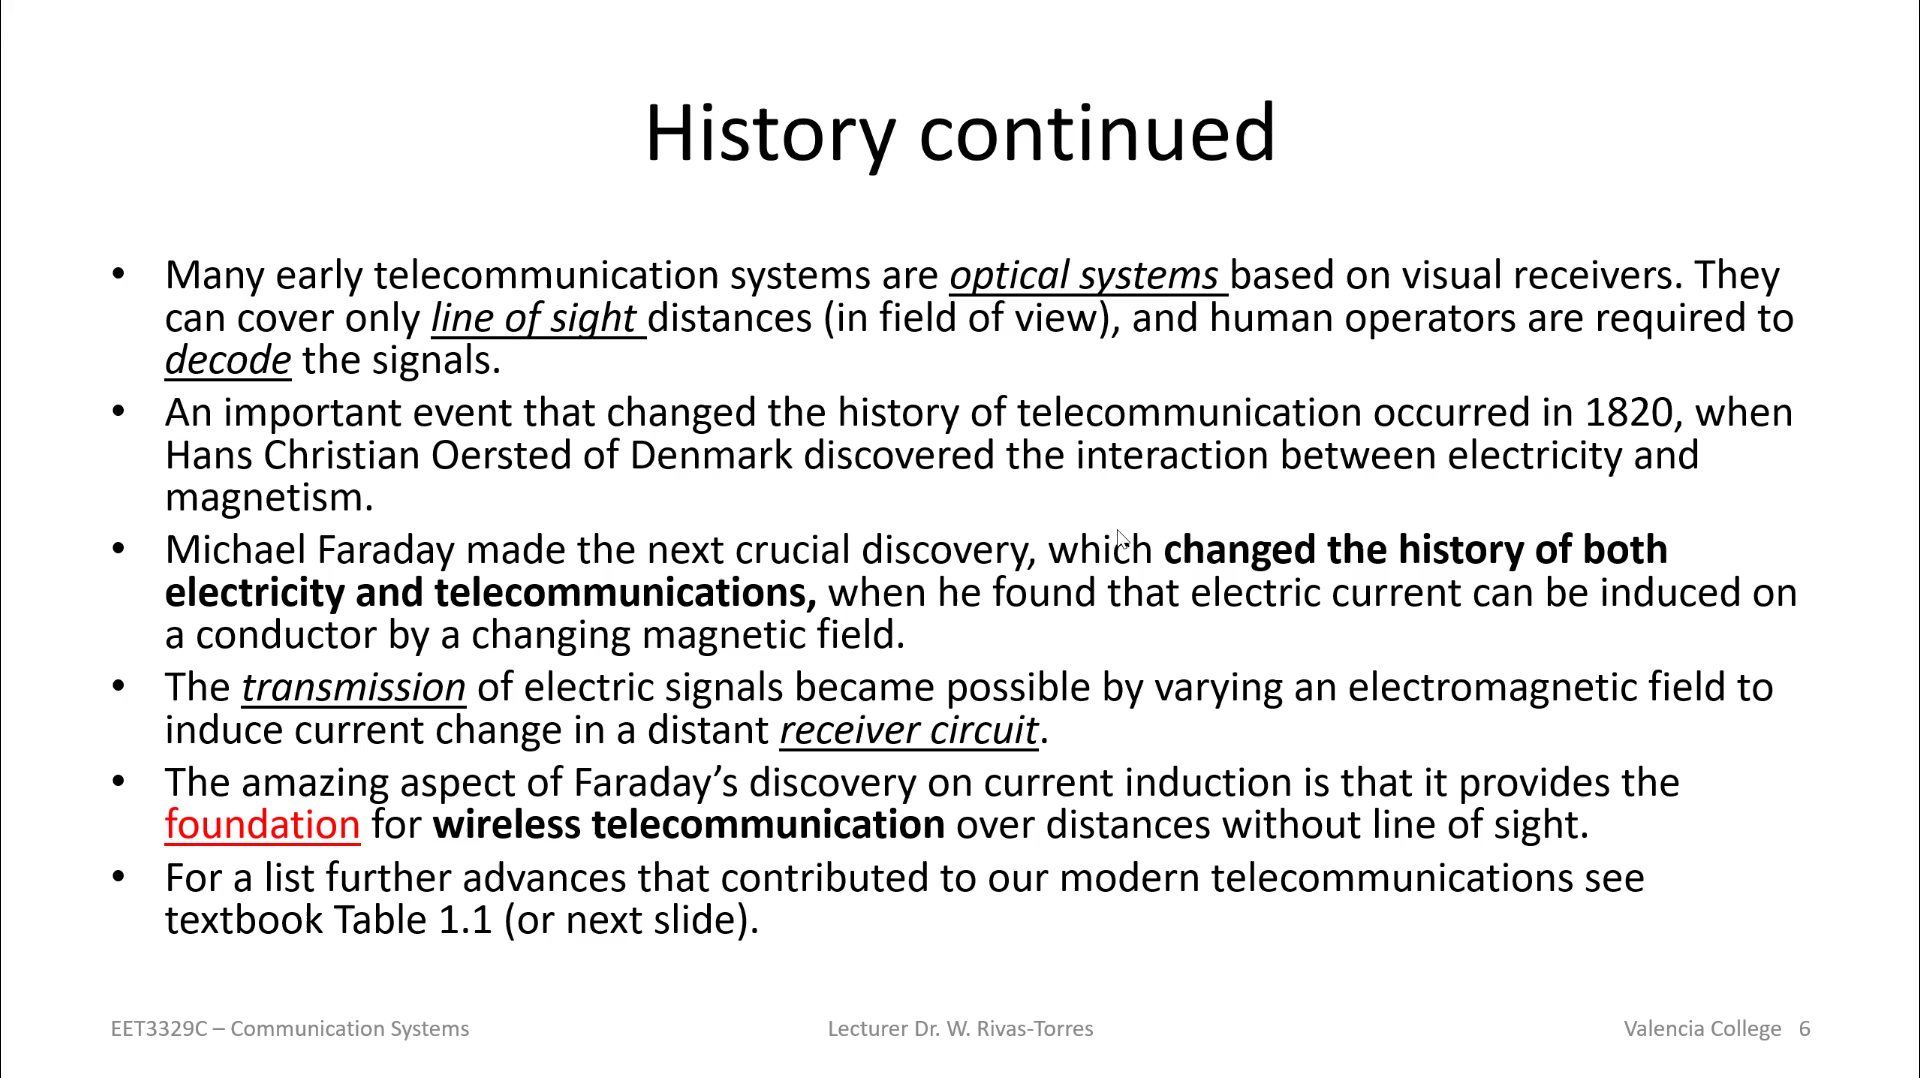 History continued
• Many early telecommunication systems are optical systems based on visual receivers. They
can cover only line of sight distances (in field of view), and human operators are required to
decode the signals.
• An important event that changed the history of telecommunication occurred in 1820, when
Hans Christian Oersted of Denmark discovered the interaction between electricity and
magnetism.
• Michael Faraday made the next crucial discovery, which changed the history of both
electricity and telecommunications, when he found that electric current can be induced on
a conductor by a changing magnetic field.
• The transmission of electric signals became possible by varying an electromagnetic field to
induce current change in a distant receiver circuit.
• The amazing aspect of Faraday’s discovery on current induction is that it provides the
foundation for wireless telecommunication over distances without line of sight.
• For a list further advances that contributed to our modern telecommunications see
textbook Table 1.1 (or next slide).
EET3329C – Communication Systems Lecturer Dr. W. Rivas-Torres Valencia College 6